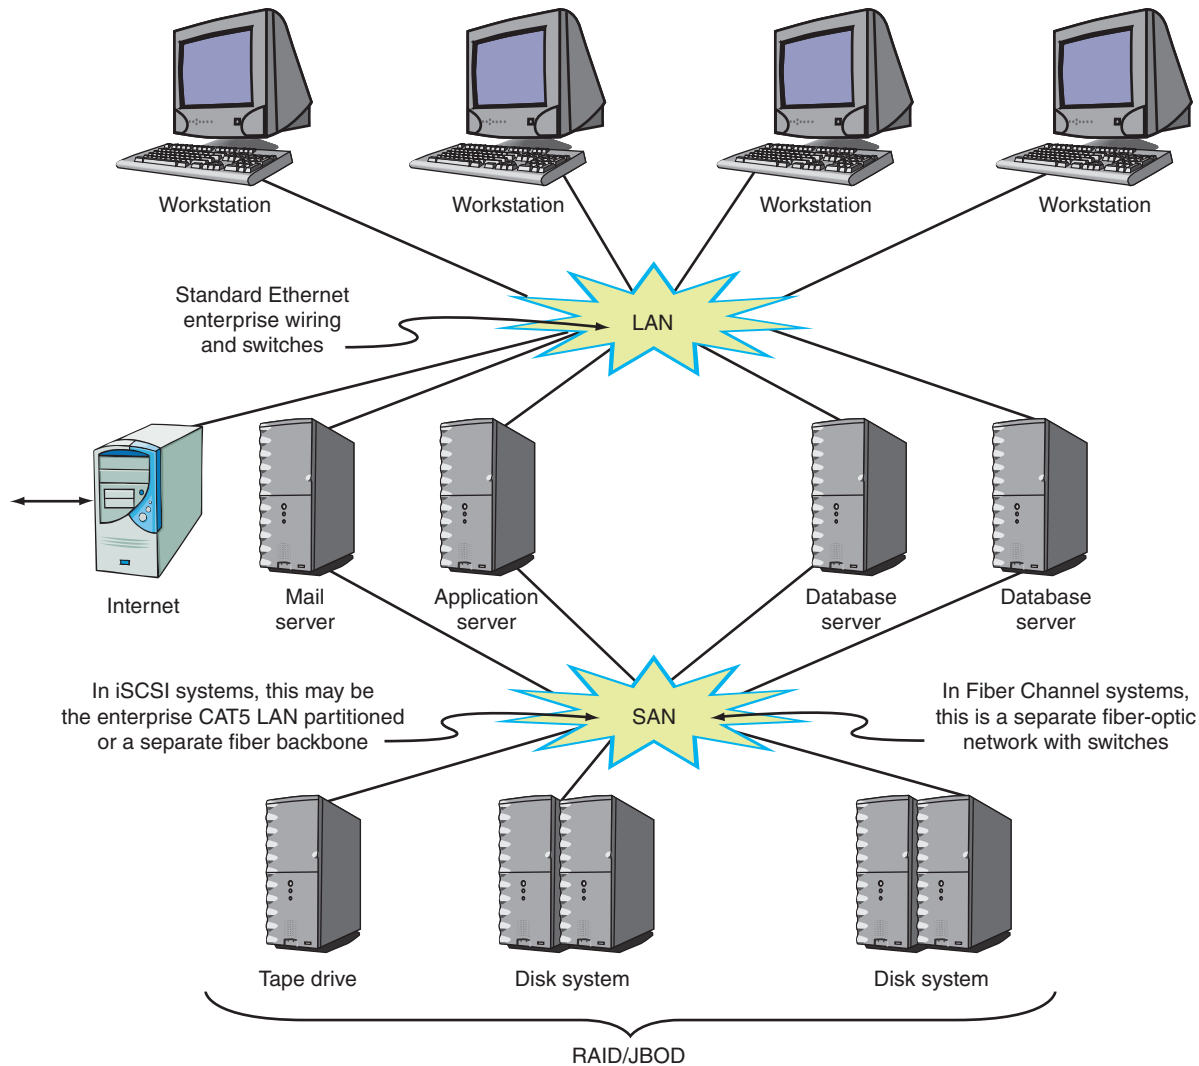 Workstation
Workstation
Workstation
Workstation
Standard Ethernet
enterprise wiring
and switches
LAN
Internet
Mail
server
Application
server
Database
server
Database
server
In iSCSI systems, this may be
the enterprise CAT5 LAN partitioned
or a separate fiber backbone
SAN
In Fiber Channel systems,
this is a separate fiber-optic
network with switches
Tape drive
Disk system
Disk system
RAID/JBOD